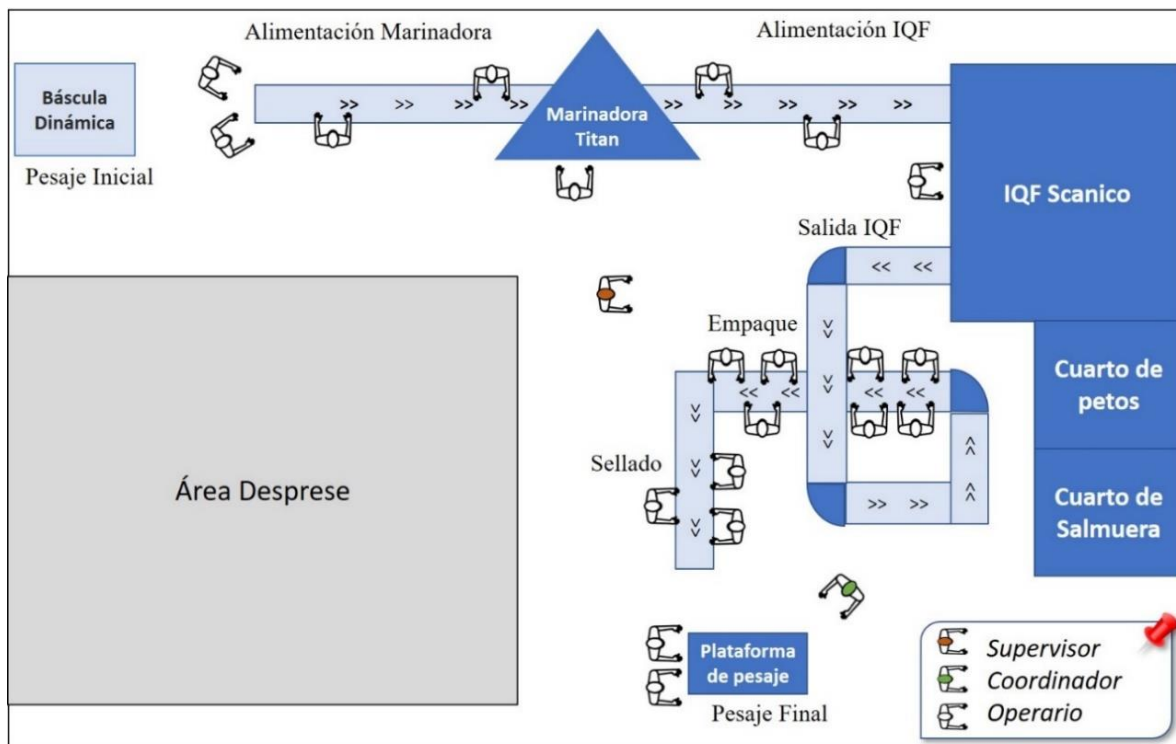 Alimentación Marinadora
Alimentación IQF
Báscula
Dinámica
>> >> >> >>
Marinadora
Titan
>> >> >> >> >>
Pesaje Inicial
IQF Scanico
Salida IQF
<< <<
Empaque
<< << << <<
Cuarto de
petos
Sellado
Área Desprese
>> >>
Cuarto de
Salmuera
Plataforma
de pesaje
Pesaje Final
Supervisor
Coordinador
Operario